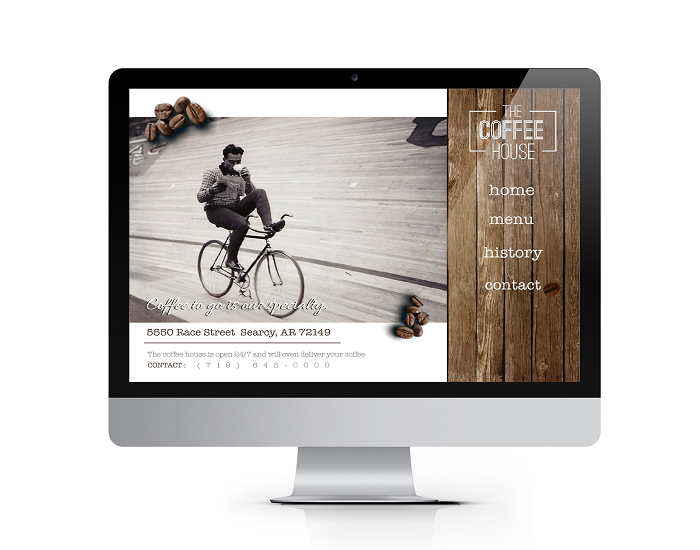 THE
COFFEE
HOUSE
home
menu
history
contact
Coffee to go is our specialty.
5550 Race Street  Searcy, AR 72149
The coffee house is open 24/7 and will even deliver your coffee
CONTACT: (719) 645-0000